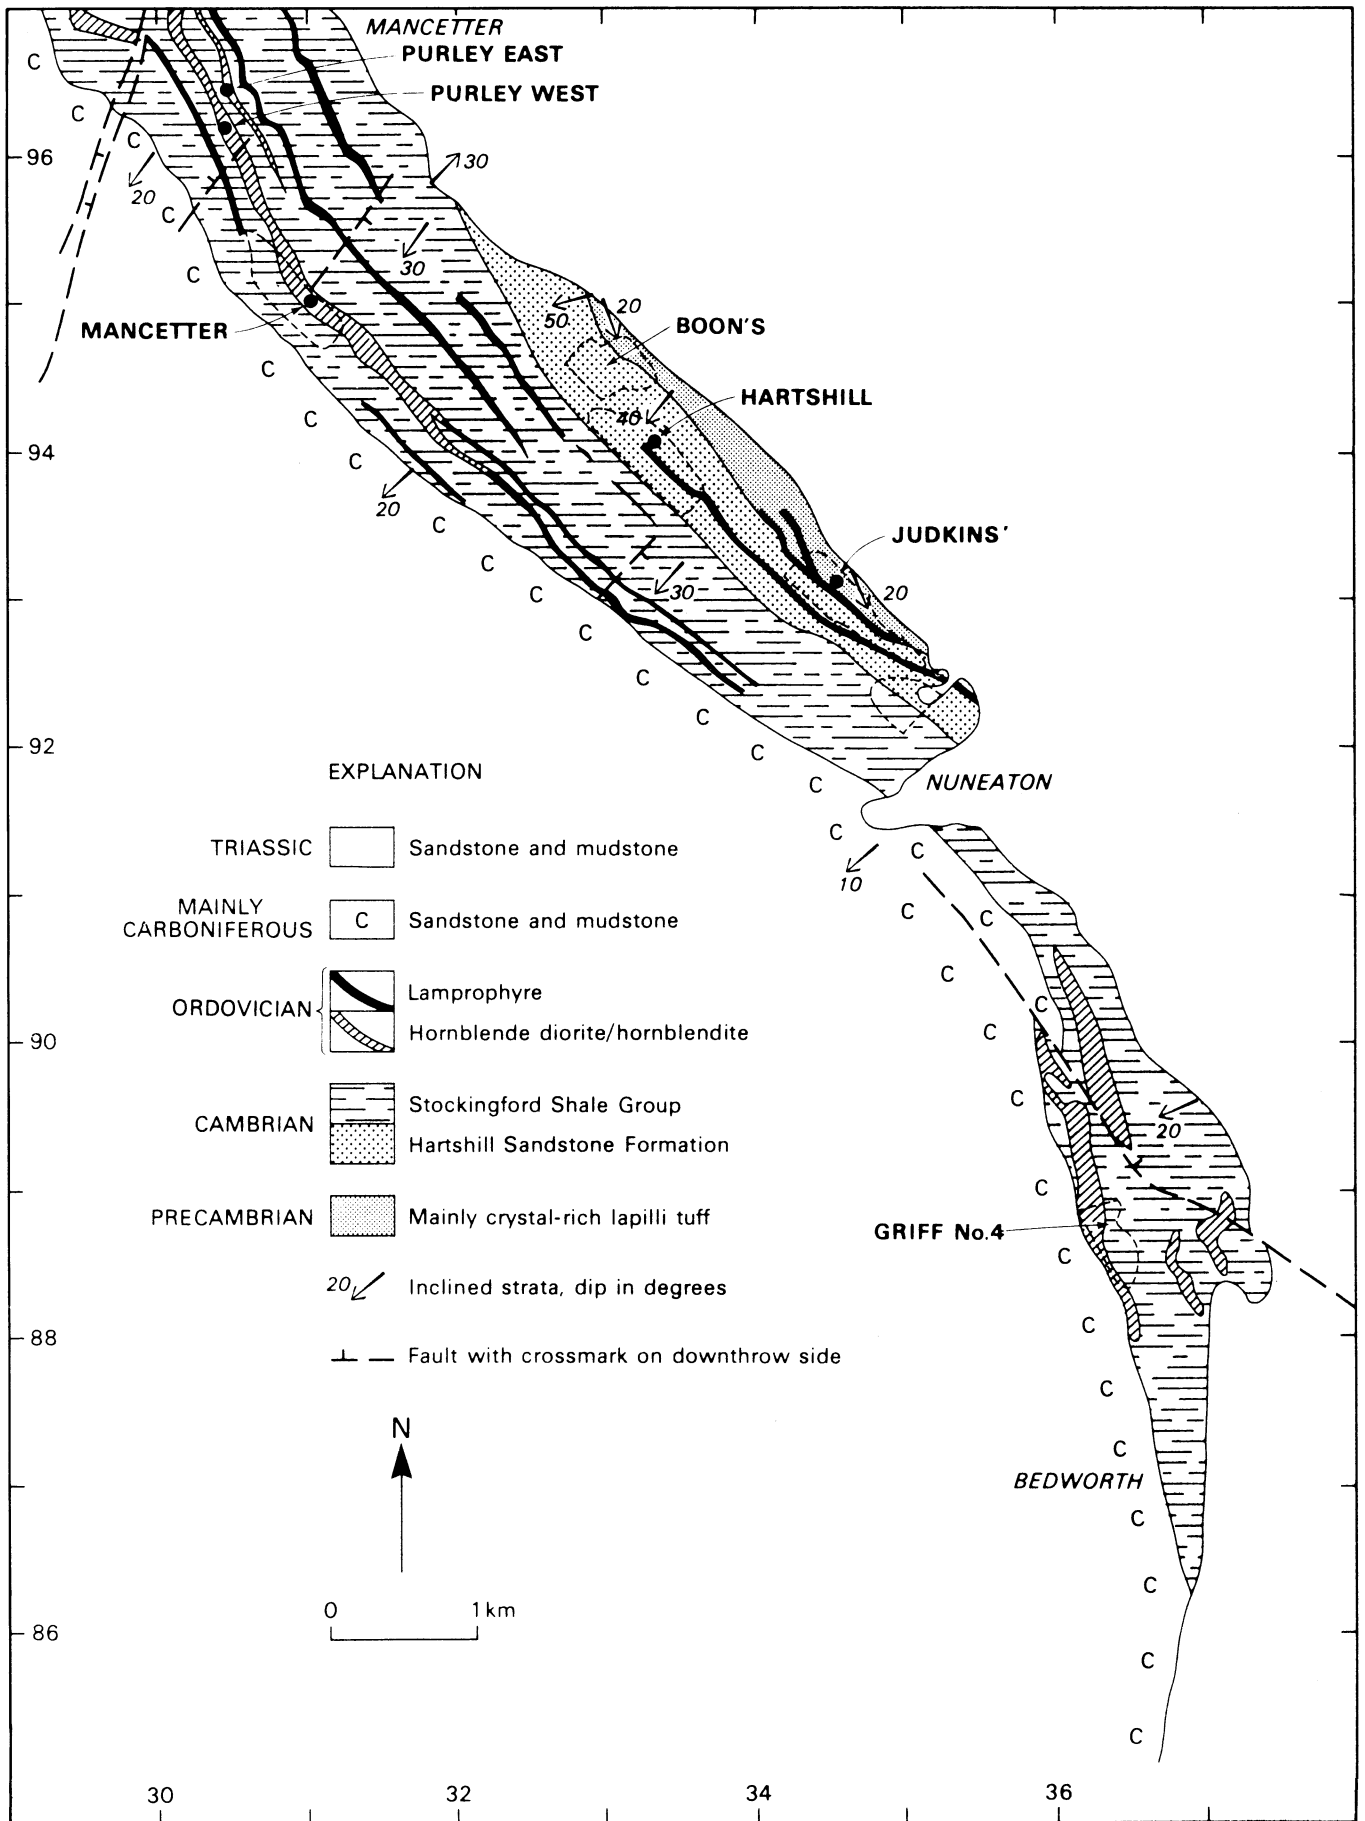 MANCETTER
PURLEY EAST
C
PURLEY WEST
C
C
96
30
20
C
30
C
20
50
BOON'S
MANCETTER
C
HARTSHILL
40
C
94
C
20
C
JUDKINS'
C
20
30
C
C
C
C
92
C
EXPLANATION
C
NUNEATON
C
TRIASSIC
Sandstone and mudstone
C
10
MAINLY
CARBONIFEROUS
C
Sandstone and mudstone
C
C
C
Lamprophyre
ORDOVICIAN
C
Hornblende diorite/hornblendite
C
90
C
Stockingford Shale Group
CAMBRIAN
20
Hartshill Sandstone Formation
C
PRECAMBRIAN
Mainly crystal-rich lapilli tuff
GRIFF No.4
C
20
Inclined strata, dip in degrees
C
88
Fault with crossmark on downthrow side
C
N
C
BEDWORTH
C
C
0
1 km
86
C
C
30
32
34
36